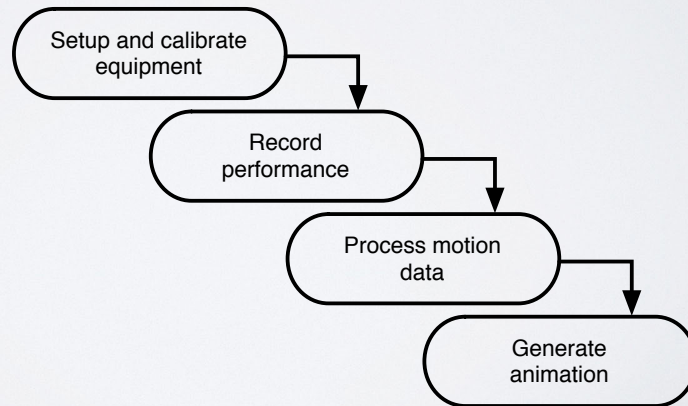 Setup and calibrate
equipment
Record
performance
Process motion
data
Generate
animation